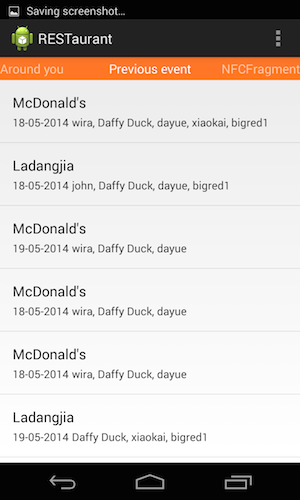 Saving screenshot...
RESTaurant
Around you
Previous event
NFCFragment
McDonald's
18-05-2014 wira, Daffy Duck, dayue, xiaokai, bigred1
Ladangjia
18-05-2014 john, Daffy Duck, dayue, bigred1
McDonald's
19-05-2014 wira, Daffy Duck, dayue
McDonald's
18-05-2014 wira, Daffy Duck, dayue
McDonald's
18-05-2014 wira, Daffy Duck, dayue
Ladangjia
19-05-2014 Daffy Duck, xiaokai, bigred1